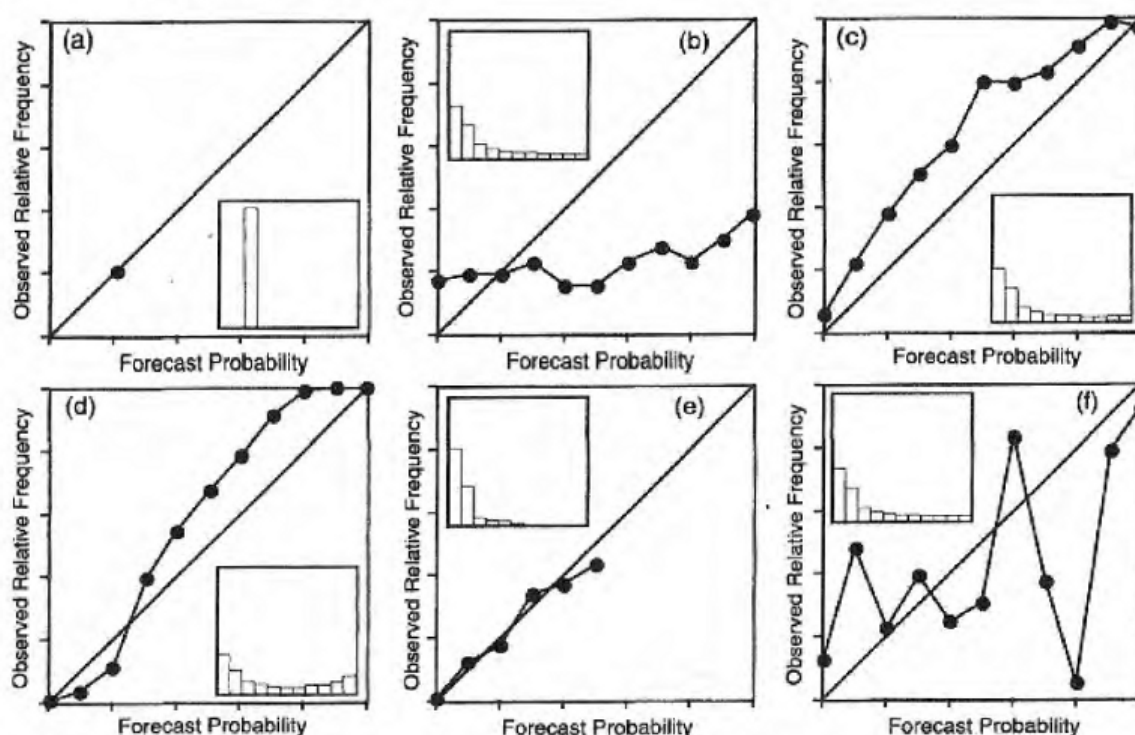 (a)
Observed Relative Frequency
Forecast Probability
(b)
Observed Relative Frequency
Forecast Probability
(c)
Observed Relative Frequency
Forecast Probability
(d)
Observed Relative Frequency
Forecast Probability
(e)
Observed Relative Frequency
Forecast Probability
(f)
Observed Relative Frequency
Forecast Probability